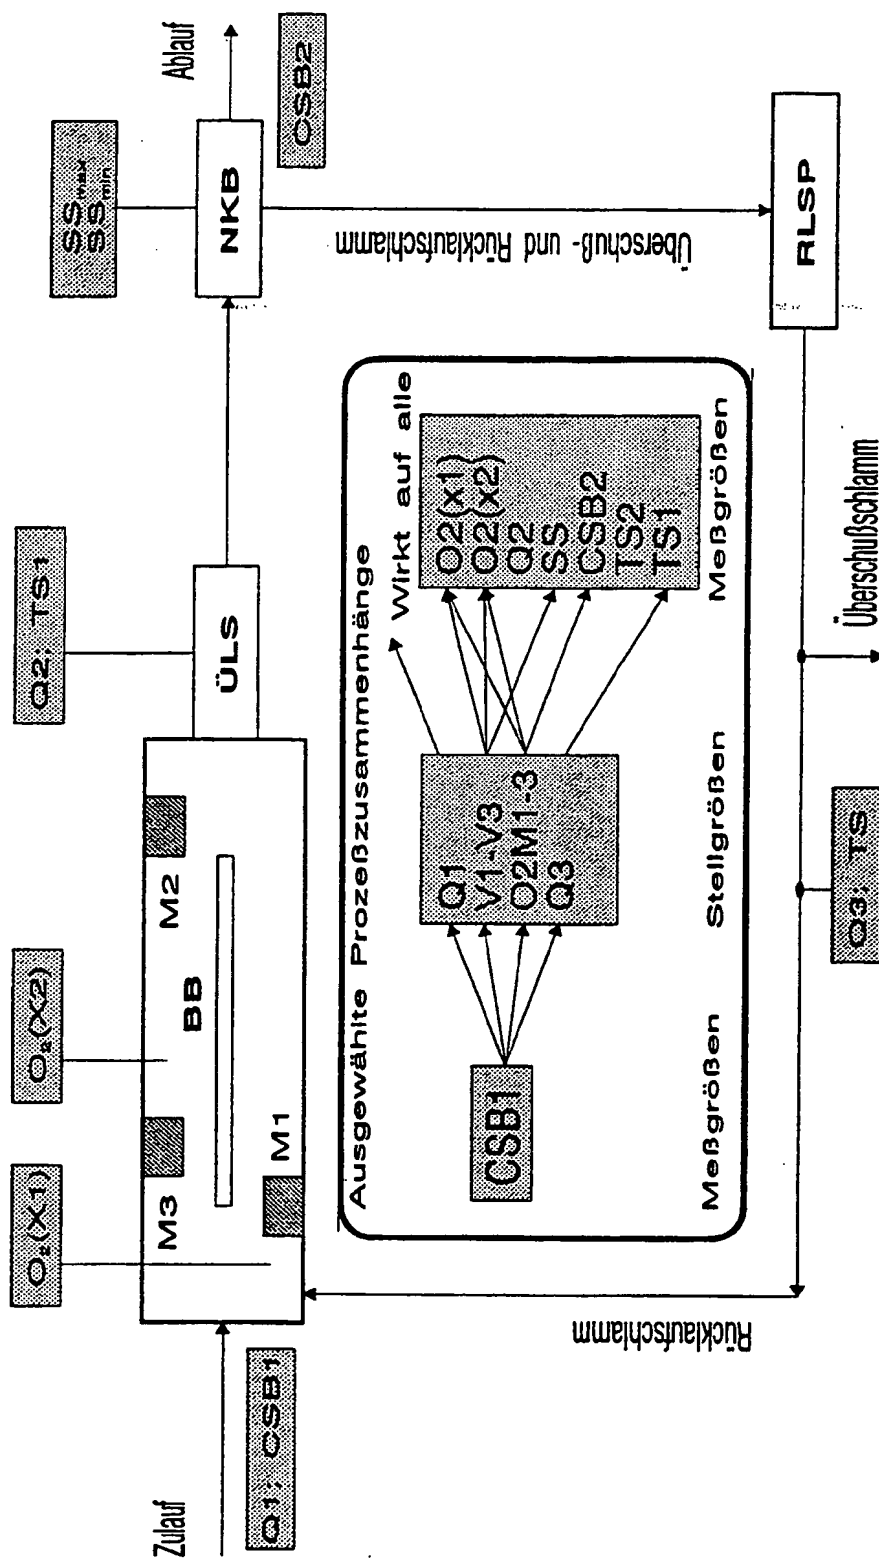 O₂(X1)
O₂(X2)
Q2; TS1
SSmax
SSmin
Zulauf
Q1; CSB1
M3
M1
BB
M2
ÜLS
NKB
Ablauf
CSB2
Ausgewählte Prozeßzusammenhänge
Wirkt auf alle
CSB1
Q1
V1-V3
O2M1-3
Q3
O2(x1)
O2(x2)
Q2
SS
CSB2
TS2
TS1
Meßgrößen
Stellgrößen
Meßgrößen
Überschuß- und Rücklaufschlamm
RLSP
Rücklaufschlamm
Q3; TS
Überschußschlamm